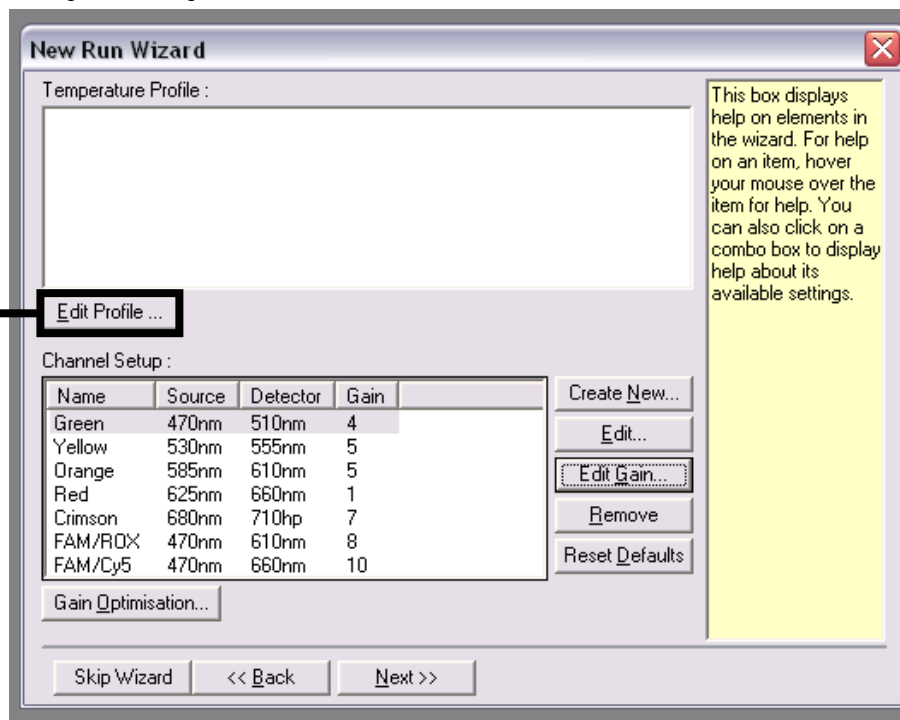 New Run Wizard
Temperature Profile :
This box displays
help on elements in
the wizard. For help
on an item, hover
your mouse over the
item for help. You
can also click on a
combo box to display
help about its
available settings.
Edit Profile ...
Channel Setup :
Name Source Detector Gain
Green 470nm 510nm 4
Yellow 530nm 555nm 5
Orange 585nm 610nm 5
Red 625nm 660nm 1
Crimson 680nm 710hp 7
FAM/ROX 470nm 610nm 8
FAM/Cy5 470nm 660nm 10
Create New...
Edit...
Edit Gain...
Remove
Reset Defaults
Gain Optimisation...
Skip Wizard << Back Next >>